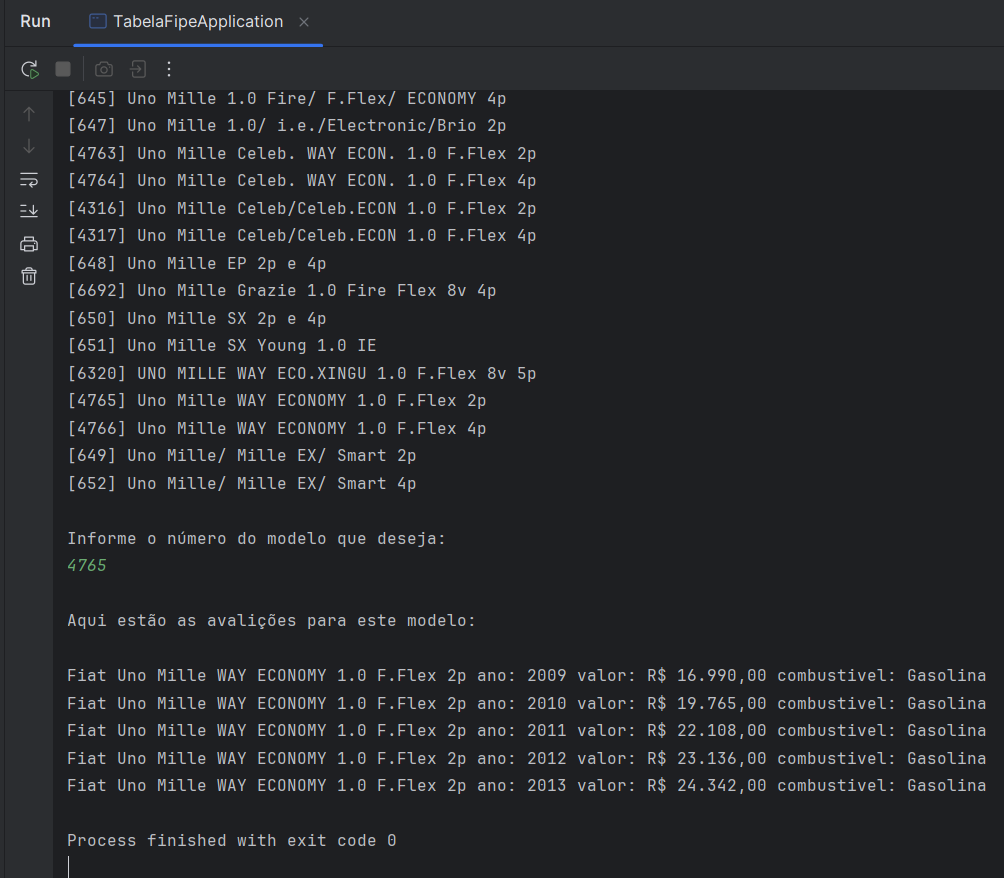 Run TabelaFipeApplication
[645] Uno Mille 1.0 Fire/ F.Flex/ ECONOMY 4p
[647] Uno Mille 1.0/ i.e./Electronic/Brio 2p
[4763] Uno Mille Celeb. WAY ECON. 1.0 F.Flex 2p
[4764] Uno Mille Celeb. WAY ECON. 1.0 F.Flex 4p
[4316] Uno Mille Celeb/Celeb.ECON 1.0 F.Flex 2p
[4317] Uno Mille Celeb/Celeb.ECON 1.0 F.Flex 4p
[648] Uno Mille EP 2p e 4p
[6692] Uno Mille Grazie 1.0 Fire Flex 8v 4p
[650] Uno Mille SX 2p e 4p
[651] Uno Mille SX Young 1.0 IE
[6320] UNO MILLE WAY ECO.XINGU 1.0 F.Flex 8v 5p
[4765] Uno Mille WAY ECONOMY 1.0 F.Flex 2p
[4766] Uno Mille WAY ECONOMY 1.0 F.Flex 4p
[649] Uno Mille/ Mille EX/ Smart 2p
[652] Uno Mille/ Mille EX/ Smart 4p
Informe o número do modelo que deseja:
4765
Aqui estão as avalições para este modelo:
Fiat Uno Mille WAY ECONOMY 1.0 F.Flex 2p ano: 2009 valor: R$ 16.990,00 combustivel: Gasolina
Fiat Uno Mille WAY ECONOMY 1.0 F.Flex 2p ano: 2010 valor: R$ 19.765,00 combustivel: Gasolina
Fiat Uno Mille WAY ECONOMY 1.0 F.Flex 2p ano: 2011 valor: R$ 22.108,00 combustivel: Gasolina
Fiat Uno Mille WAY ECONOMY 1.0 F.Flex 2p ano: 2012 valor: R$ 23.136,00 combustivel: Gasolina
Fiat Uno Mille WAY ECONOMY 1.0 F.Flex 2p ano: 2013 valor: R$ 24.342,00 combustivel: Gasolina
Process finished with exit code 0